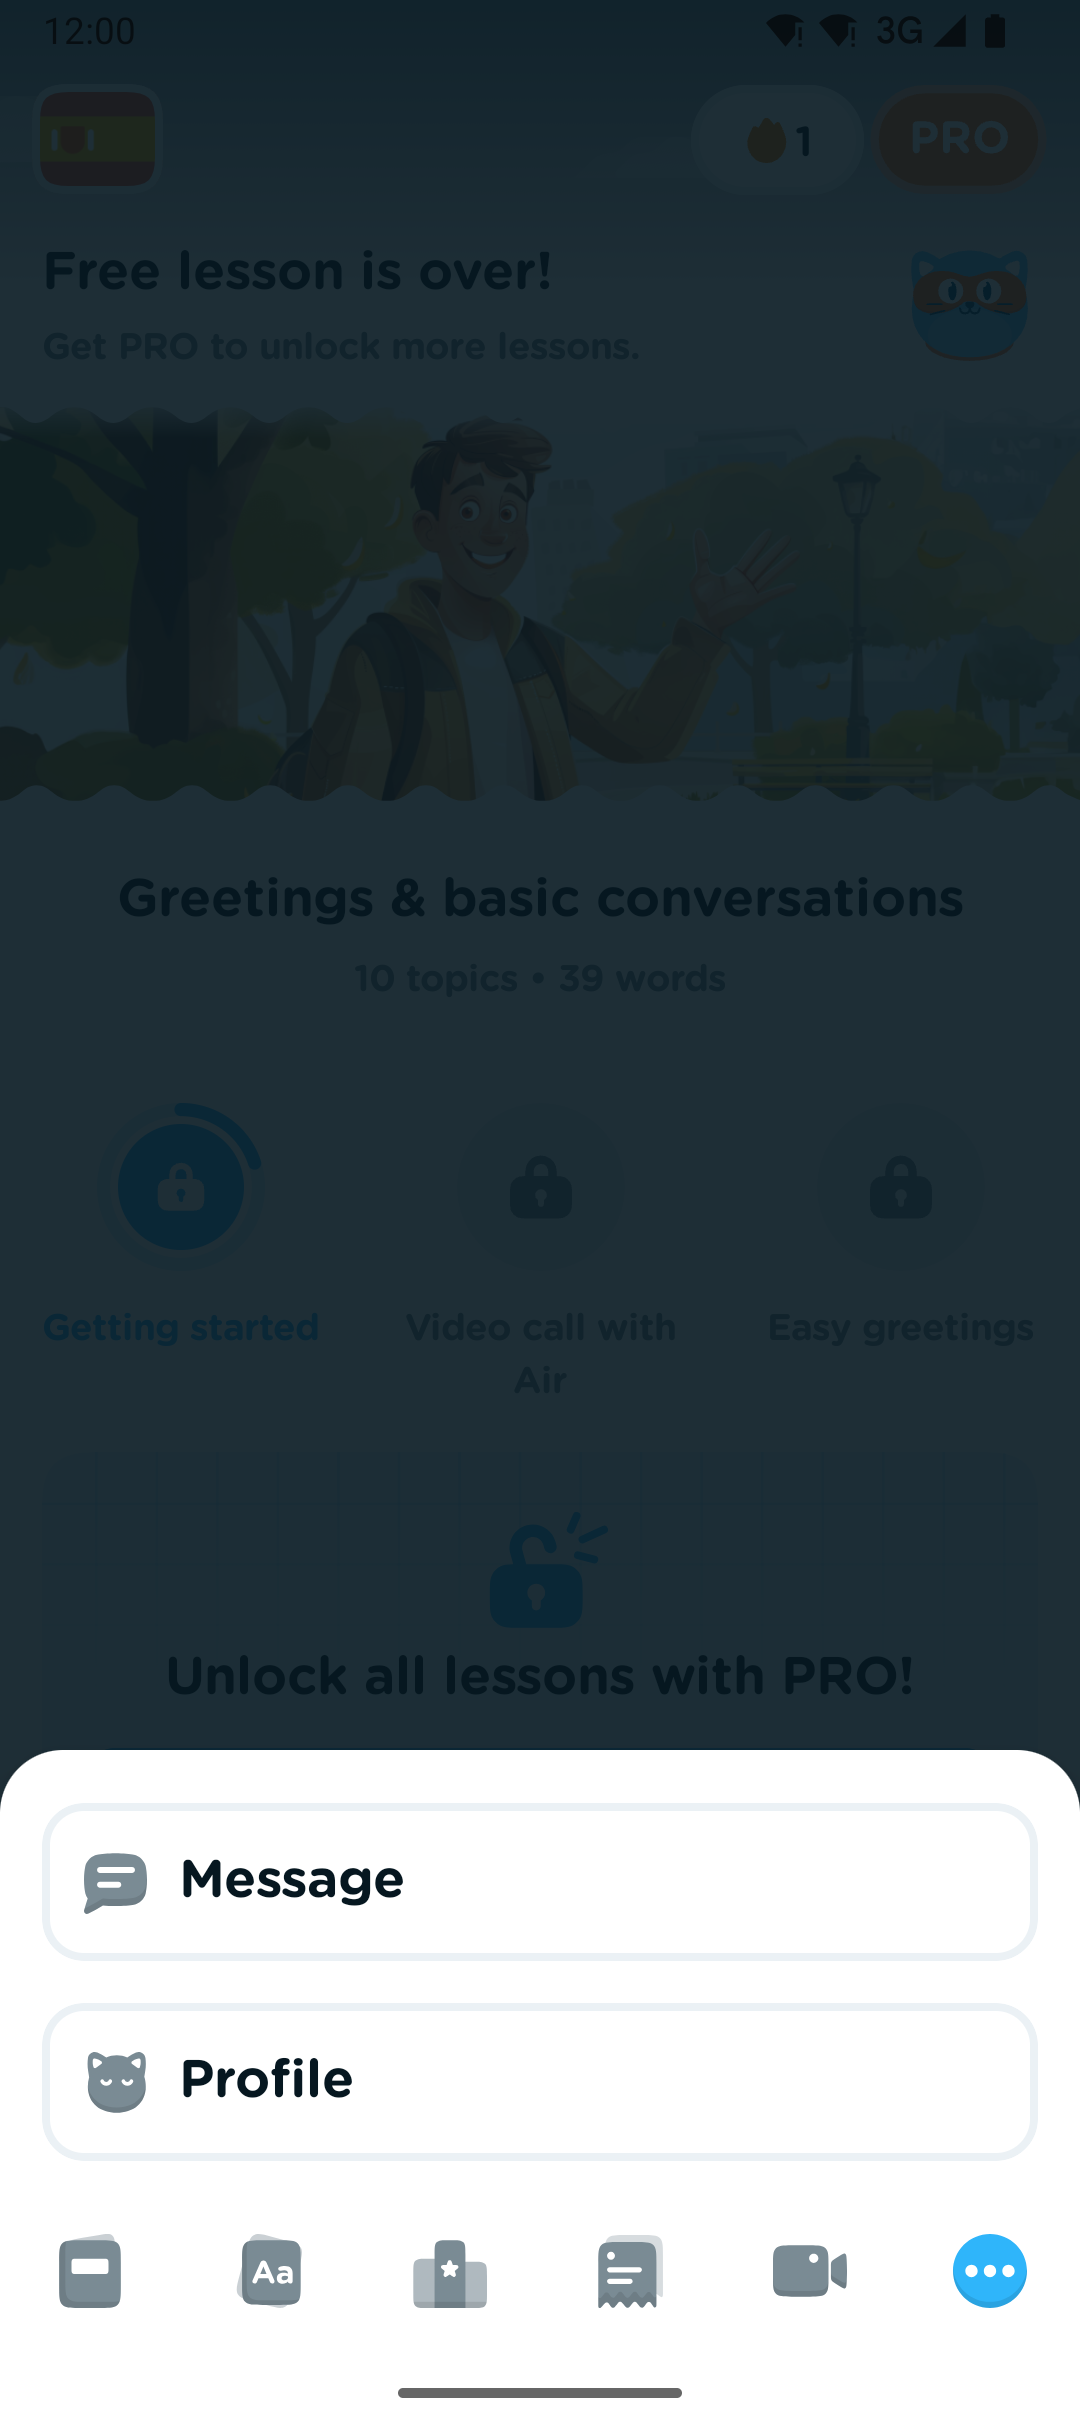 12:00
3G
1
PRO
Free lesson is over!
Get PRO to unlock more lessons.
Greetings & basic conversations
10 topics • 39 words
Getting started
Video call with
Air
Easy greetings
Unlock all lessons with PRO!
Message
Profile
Aa